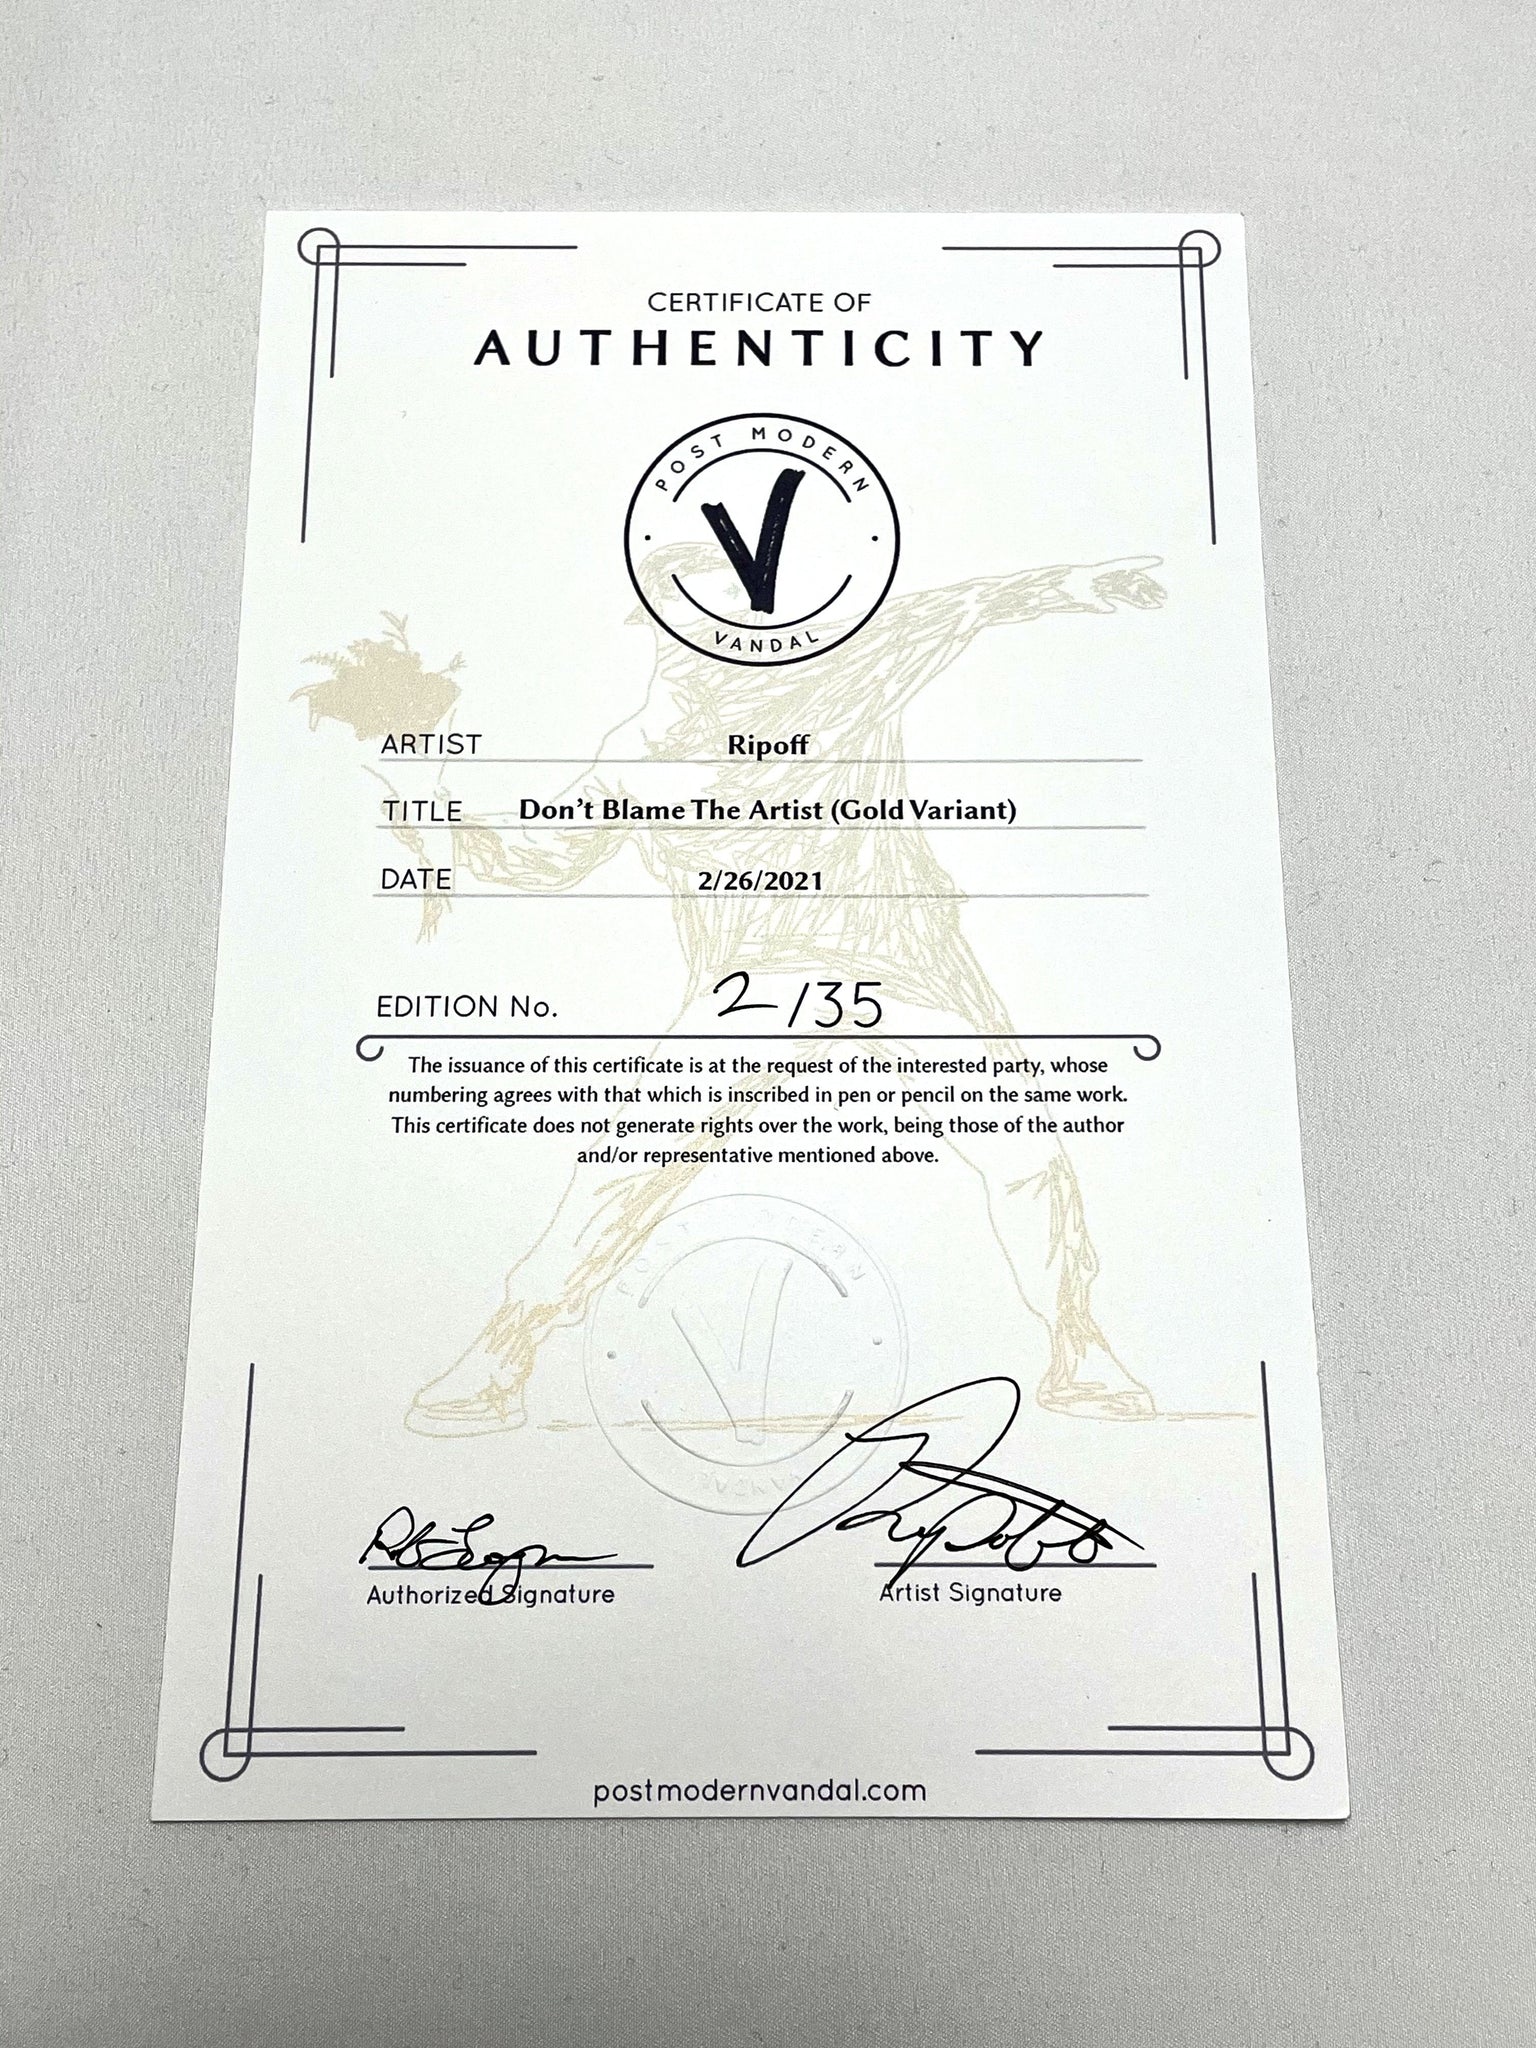 CERTIFICATE OF
AUTHENTICITY
POST MODERN
V
VANDAL
ARTIST Ripoff
TITLE Don't Blame The Artist (Gold Variant)
DATE 2/26/2021
EDITION No. 2/35
The issuance of this certificate is at the request of the interested party, whose
numbering agrees with that which is inscribed in pen or pencil on the same work.
This certificate does not generate rights over the work, being those of the author
and/or representative mentioned above.
POST MODERN
V
VANDAL
Authorized Signature Artist Signature
postmodernvandal.com